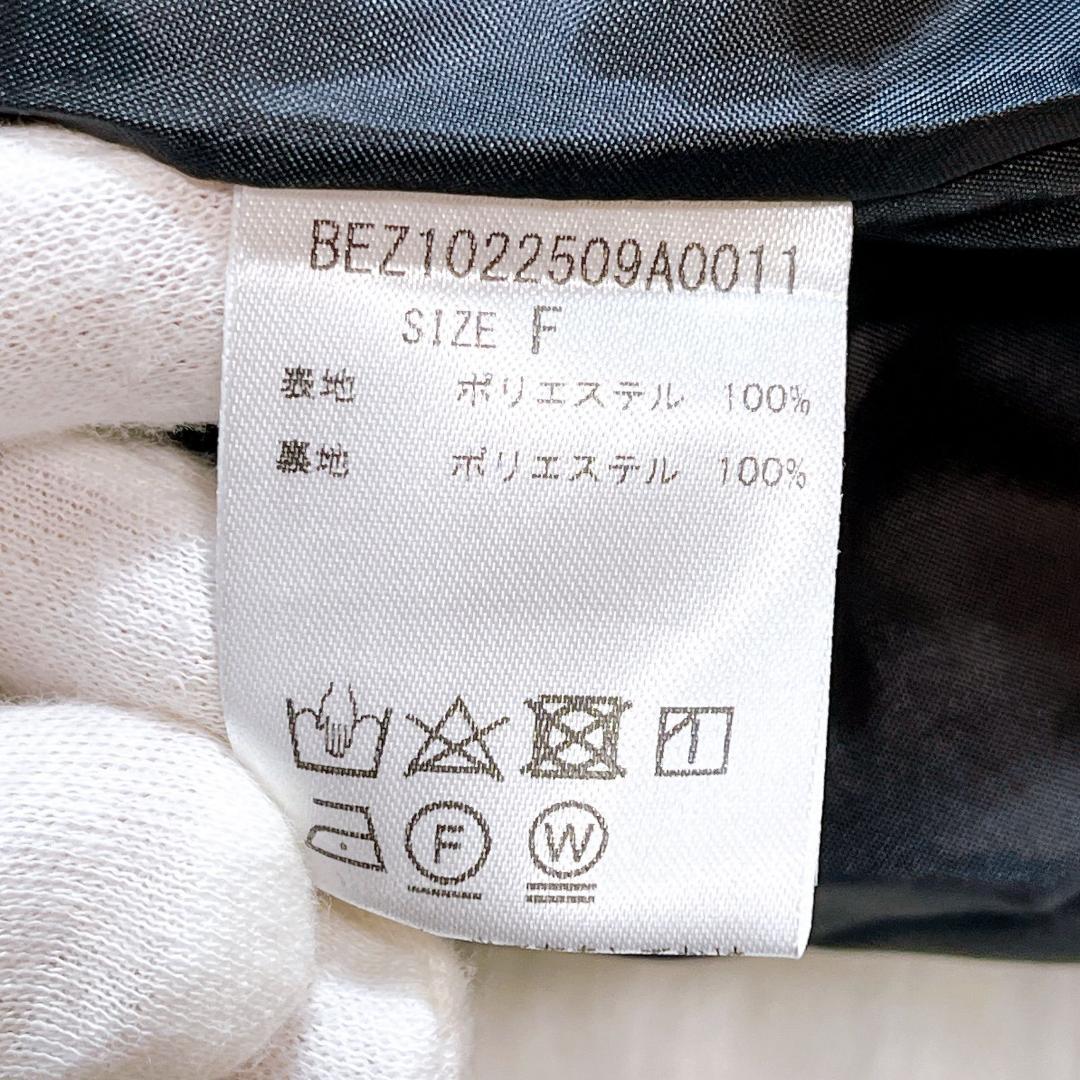 BEZ1022509A0011
SIZE F
表地 ポリエステル 100%
裏地 ポリエステル 100%
F W